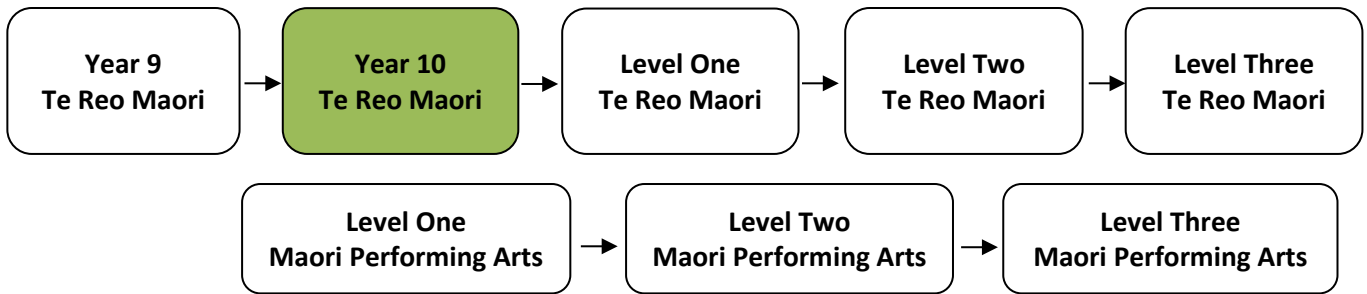 Year 9
Te Reo Maori
Year 10
Te Reo Maori
Level One
Te Reo Maori
Level Two
Te Reo Maori
Level Three
Te Reo Maori
Level One
Maori Performing Arts
Level Two
Maori Performing Arts
Level Three
Maori Performing Arts